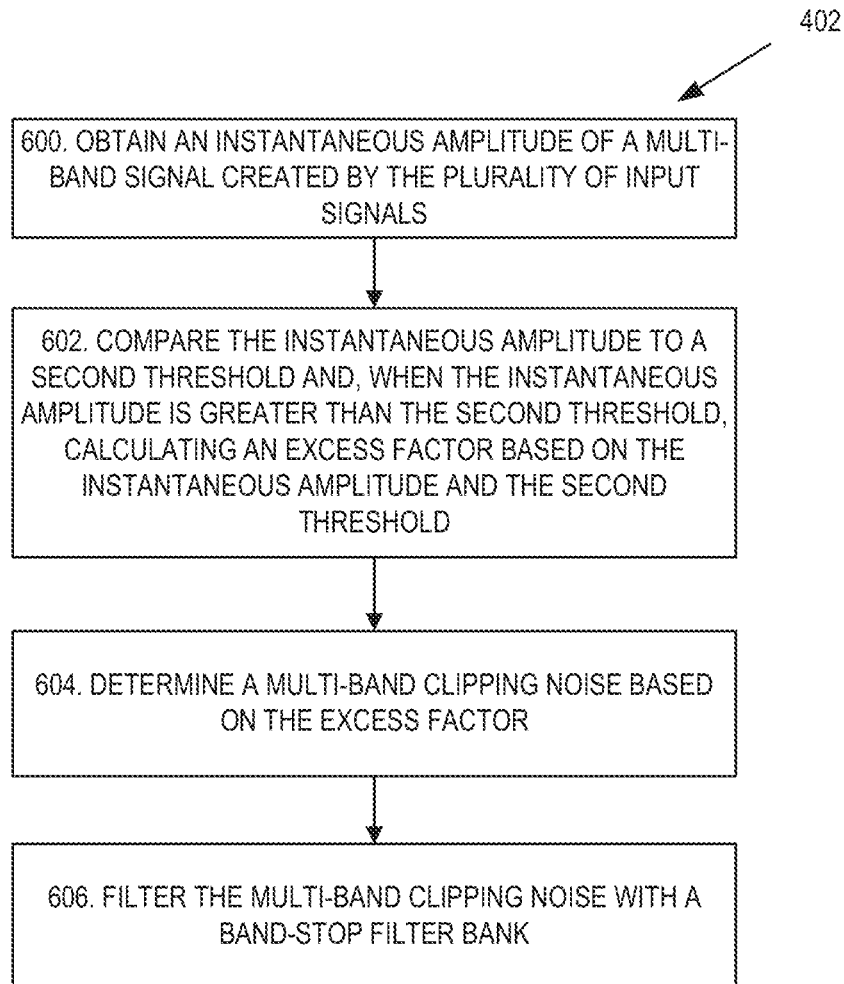 402
600. OBTAIN AN INSTANTANEOUS AMPLITUDE OF A MULTI-
BAND SIGNAL CREATED BY THE PLURALITY OF INPUT
SIGNALS
602. COMPARE THE INSTANTANEOUS AMPLITUDE TO A
SECOND THRESHOLD AND, WHEN THE INSTANTANEOUS
AMPLITUDE IS GREATER THAN THE SECOND THRESHOLD,
CALCULATING AN EXCESS FACTOR BASED ON THE
INSTANTANEOUS AMPLITUDE AND THE SECOND
THRESHOLD
604. DETERMINE A MULTI-BAND CLIPPING NOISE BASED
ON THE EXCESS FACTOR
606. FILTER THE MULTI-BAND CLIPPING NOISE WITH A
BAND-STOP FILTER BANK